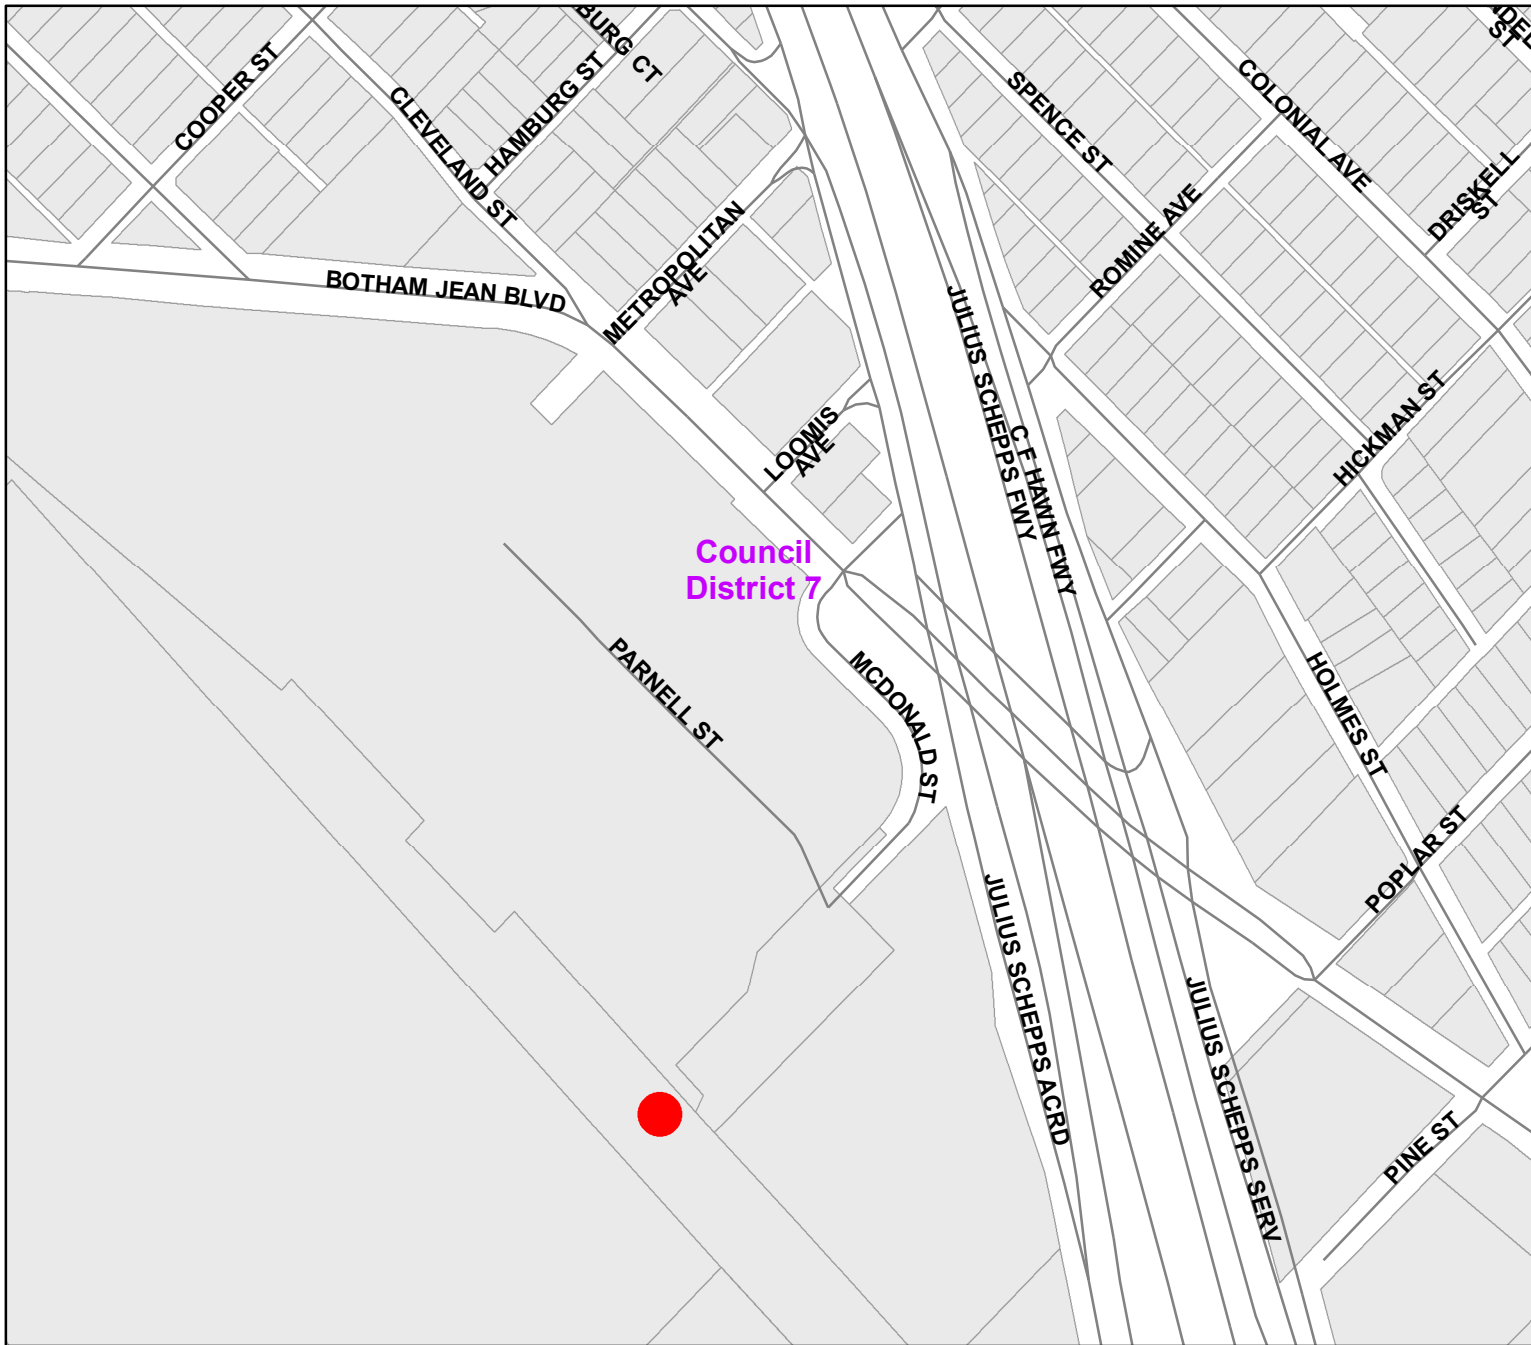 BURG CT
COOPER ST
CLEVELAND ST
HAMBURG ST
SPENCE ST
COLONIAL AVE
ST
DRISKELL
ST
ROMINE AVE
METROPOLITAN
AVE
BOTHAM JEAN BLVD
JULIUS SCHEPPS FWY
C F HAWN FWY
HICKMAN ST
LOOMIS
AVE
Council
District 7
PARNELL ST
MCDONALD ST
HOLMES ST
POPLAR ST
JULIUS SCHEPPS ACRD
JULIUS SCHEPPS SERV
PINE ST